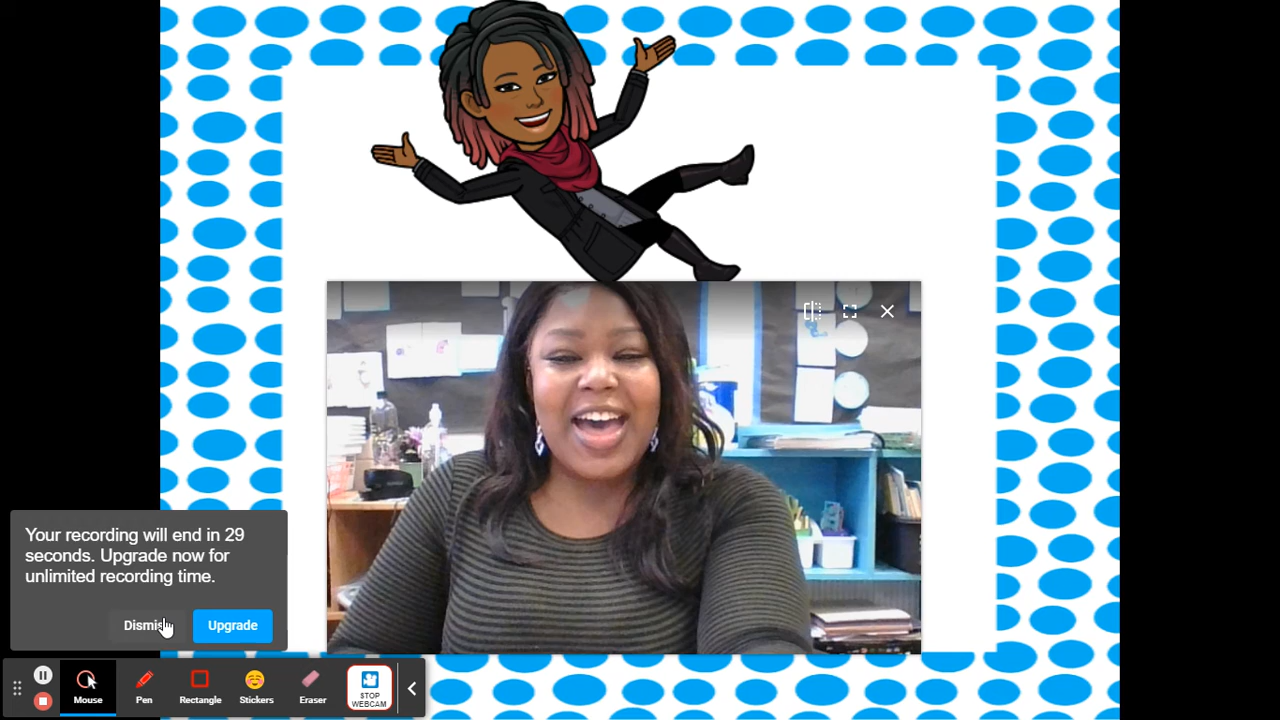 Your recording will end in 29
seconds. Upgrade now for
unlimited recording time.
Dismiss Upgrade
Mouse Pen Rectangle Stickers Eraser STOP
WEBCAM